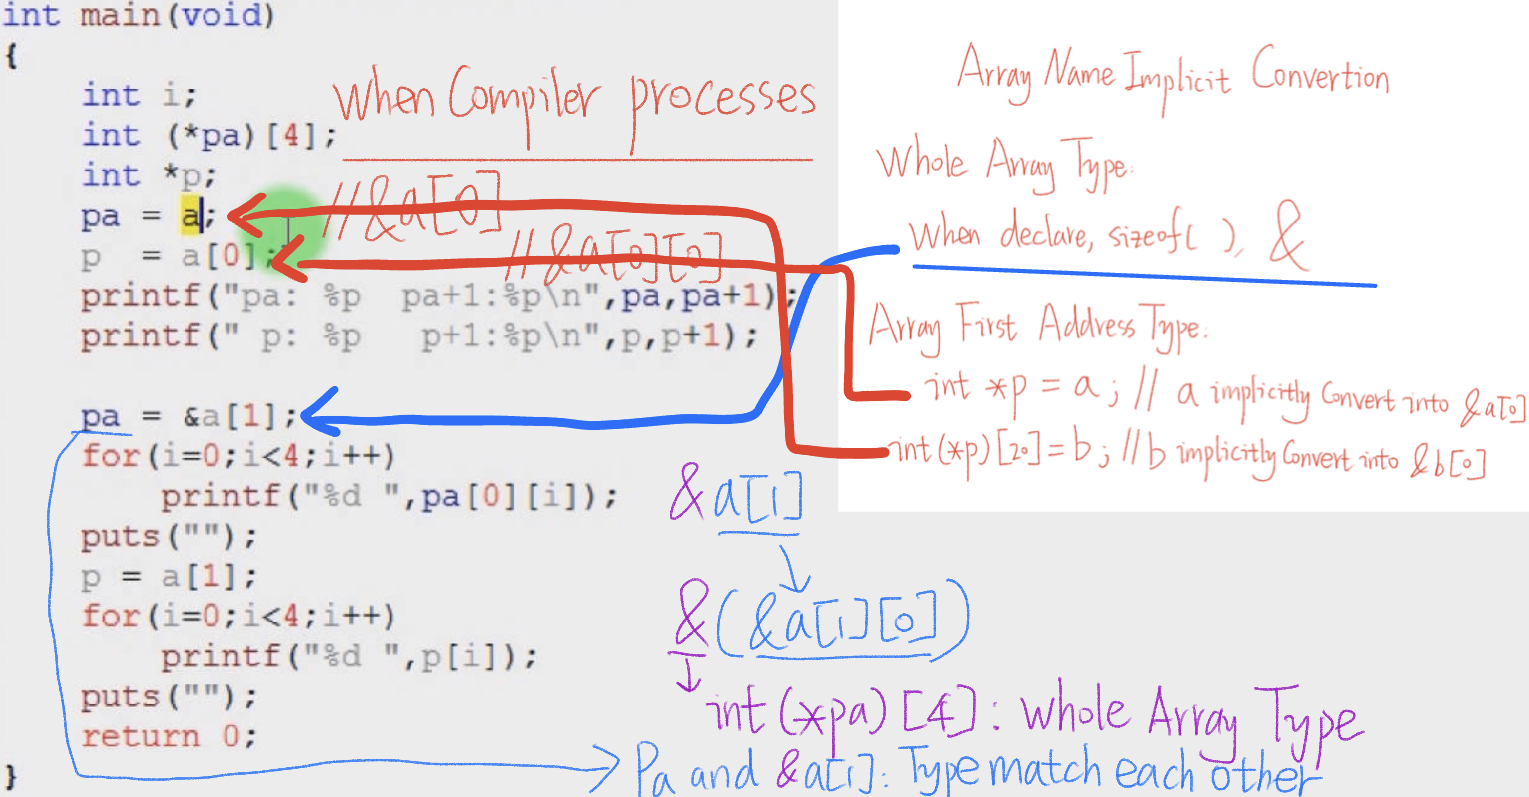 int main(void)
{
int i;
int (*pa)[4];
int *p;
pa = a;
p = a[0];
printf("pa: %p pa+1:%p\n",pa,pa+1);
printf(" p: %p p+1:%p\n",p,p+1);
pa = &a[1];
for(i=0;i<4;i++)
printf("%d ",pa[0][i]);
puts("");
p = a[1];
for(i=0;i<4;i++)
printf("%d ",p[i]);
puts("");
return 0;
}
When Compiler processes
//&a[0]
//&a[0][0]
Array Name Implicit Convertion
Whole Array Type:
When declare, sizeof( ), &
Array First Address Type:
int *p = a; // a implicitly Convert into &a[0]
int(*p)[20]=b; //b implicitly Convert into &b[0]
&a[1]
&(&a[1][0])
int(*pa)[4]: Whole Array Type
Pa and &a[1]: Type match each other